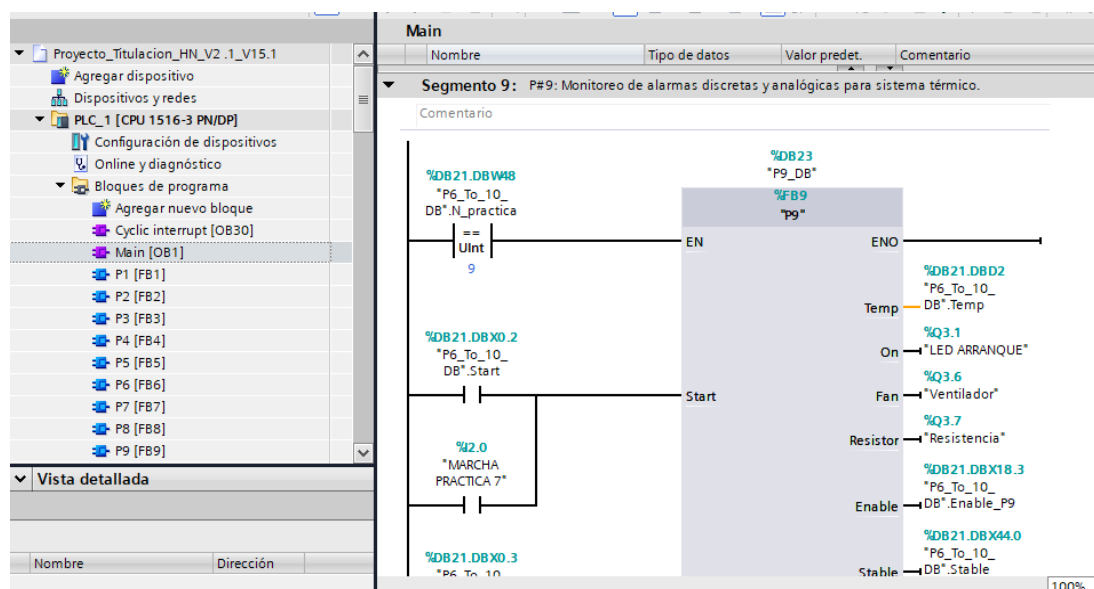 Proyecto_Titulacion_HN_V2 .1_V15.1
Agregar dispositivo
Dispositivos y redes
PLC_1 [CPU 1516-3 PN/DP]
Configuración de dispositivos
Online y diagnóstico
Bloques de programa
Agregar nuevo bloque
Cyclic interrupt [OB30]
Main [OB1]
P1 [FB1]
P2 [FB2]
P3 [FB3]
P4 [FB4]
P5 [FB5]
P6 [FB6]
P7 [FB7]
P8 [FB8]
P9 [FB9]
Vista detallada
Nombre Dirección
Main
Nombre Tipo de datos Valor predet. Comentario
Segmento 9: P#9: Monitoreo de alarmas discretas y analógicas para sistema térmico.
Comentario
%DB21.DBW48
"P6_To_10_
DB".N_practica
==
UInt
9
%DB23
"P9_DB"
%FB9
"P9"
EN ENO
%DB21.DBD2
"P6_To_10_
DB".Temp
Temp
%DB21.DBX0.2
"P6_To_10_
DB".Start
Start
%I2.0
"MARCHA
PRACTICA 7"
%DB21.DBX0.3
"P6_To_10_
%Q3.1
On "LED ARRANQUE"
%Q3.6
Fan "Ventilador"
%Q3.7
Resistor "Resistencia"
%DB21.DBX18.3
"P6_To_10_
Enable DB".Enable_P9
%DB21.DBX44.0
"P6_To_10_
Stable DB".Stable
100%